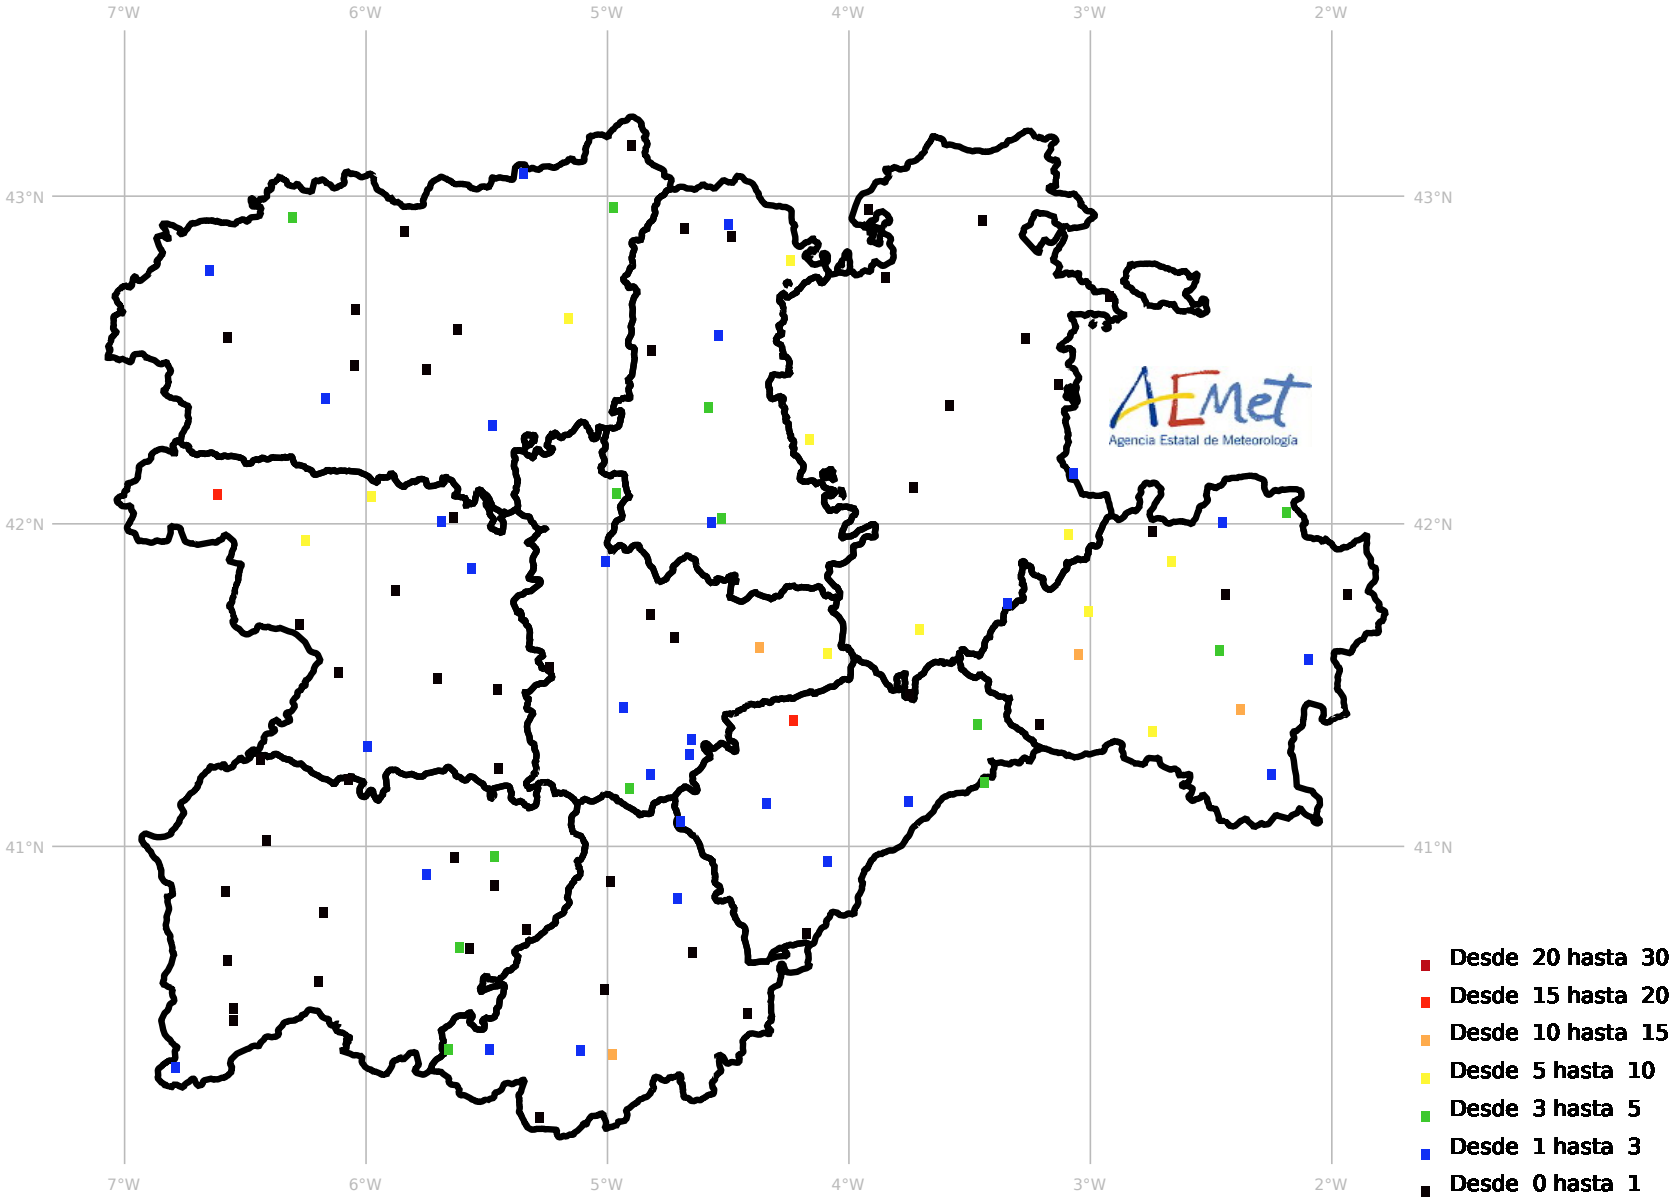 7°W 6°W 5°W 4°W 3°W 2°W
43°N 43°N
AEMet
Agencia Estatal de Meteorología
42°N 42°N
41°N 41°N
Desde 20 hasta 30
Desde 15 hasta 20
Desde 10 hasta 15
Desde 5 hasta 10
Desde 3 hasta 5
Desde 1 hasta 3
Desde 0 hasta 1
7°W 6°W 5°W 4°W 3°W 2°W